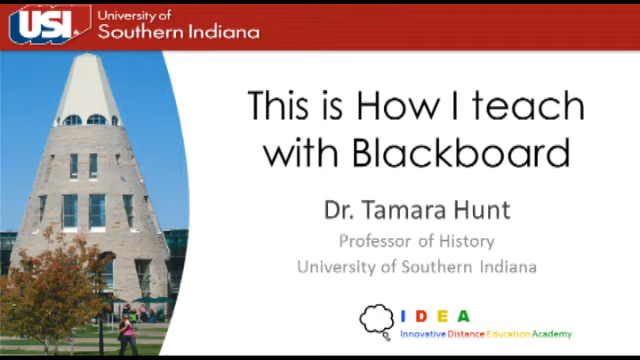 USI.
University of
Southern Indiana
This is How I teach
with Blackboard
Dr. Tamara Hunt
Professor of History
University of Southern Indiana
I D E A
Innovative Distance Education Academy